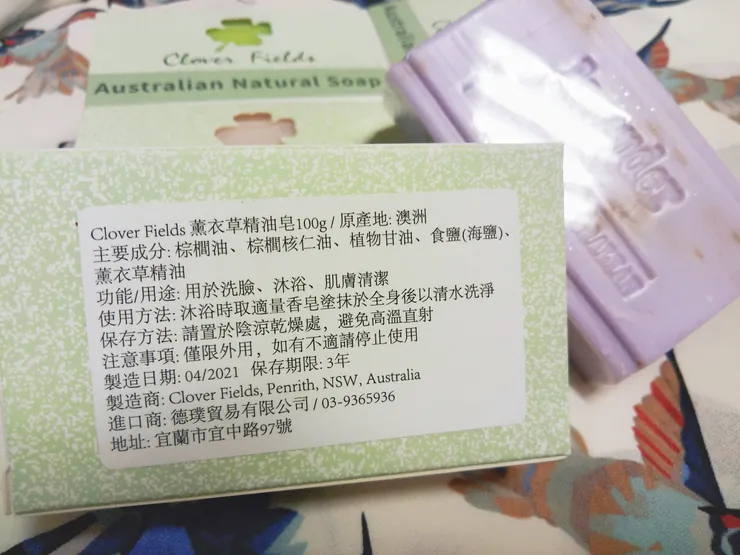 Clover Fields
Australian Natural Soap
Australian
Lavender
Clover Fields 薰衣草精油皂100g / 原產地: 澳洲
主要成分: 棕櫚油、棕櫚核仁油、植物甘油、食鹽(海鹽)、
薰衣草精油
功能/用途: 用於洗臉、沐浴、肌膚清潔
使用方法: 沐浴時取適量香皂塗抹於全身後以清水洗淨
保存方法: 請置於陰涼乾燥處，避免高溫直射
注意事項: 僅限外用，如有不適請停止使用
製造日期: 04/2021 保存期限: 3年
製造商: Clover Fields, Penrith, NSW, Australia
進口商: 德璞貿易有限公司 / 03-9365936
地址: 宜蘭市宜中路97號